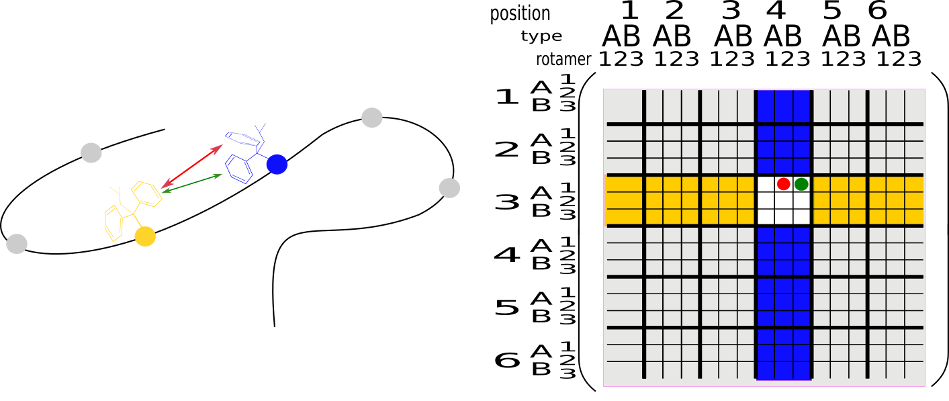 position 1 2 3 4 5 6
type AB AB AB AB AB AB
rotamer 123 123 123 123 123 123
1 A B 1 2 3
2 A B 1 2 3
3 A B 1 2 3
4 A B 1 2 3
5 A B 1 2 3
6 A B 1 2 3